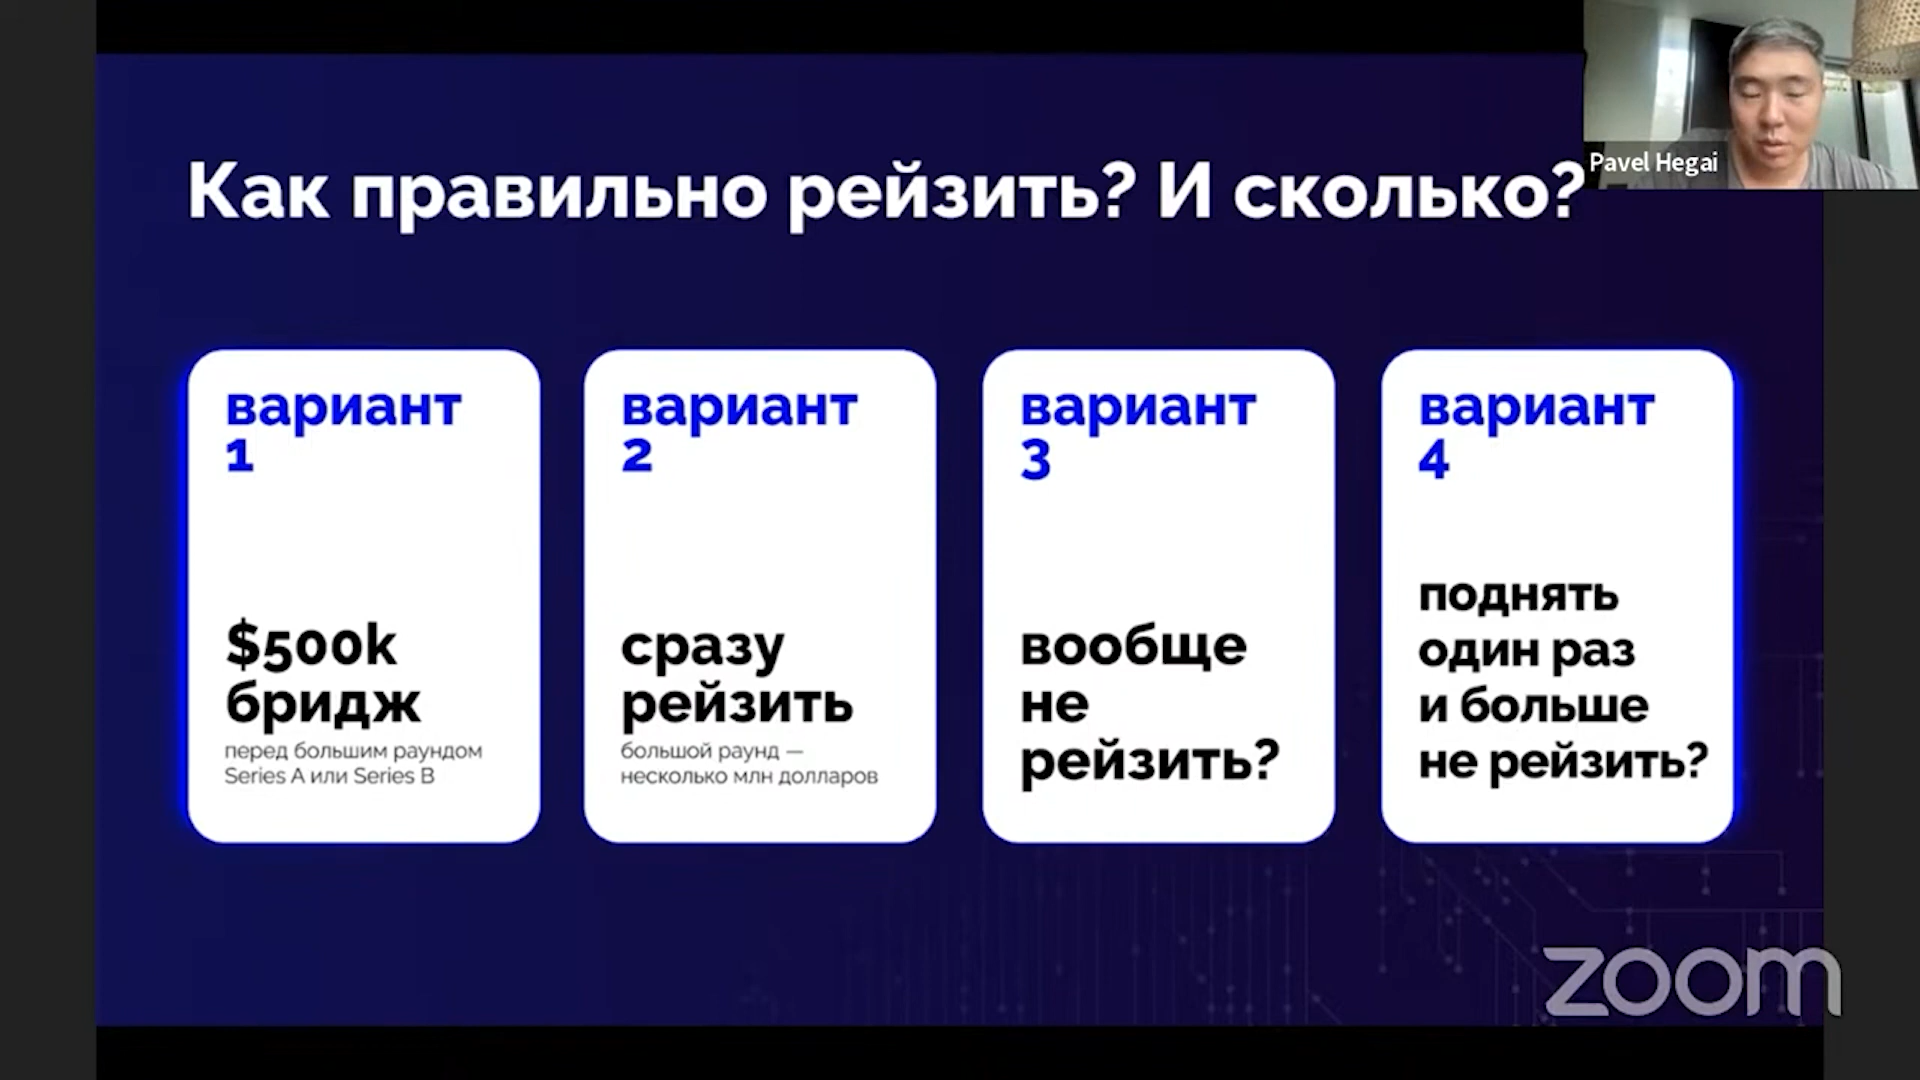 Как правильно рейзить? И сколько?
Pavel Hegai
вариант
1
$500k
бридж
перед большим раундом
Series A или Series B
вариант
2
сразу
рейзить
большой раунд —
несколько млн долларов
вариант
3
вообще
не
рейзить?
вариант
4
поднять
один раз
и больше
не рейзить?
zoom